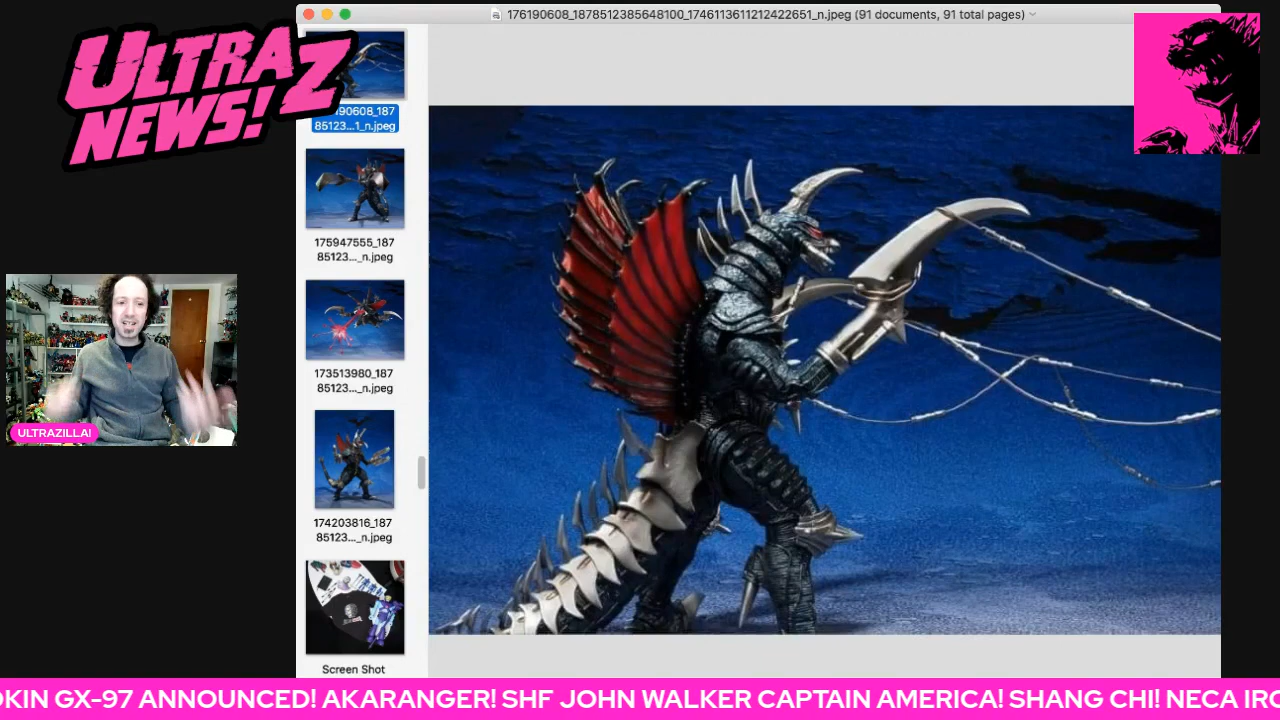 176190608_1878512385648100_1746113611212422651_n.jpeg (91 documents, 91 total pages)
ULTRAZ
NEWS!
90608_187
85123...1_n.jpeg
175947555_187
85123..._n.jpeg
173513980_187
85123..._n.jpeg
174203816_187
85123..._n.jpeg
Screen Shot
ULTRAZILLA!
OKIN GX-97 ANNOUNCED! AKARANGER! SHF JOHN WALKER CAPTAIN AMERICA! SHANG CHI! NECA IRO